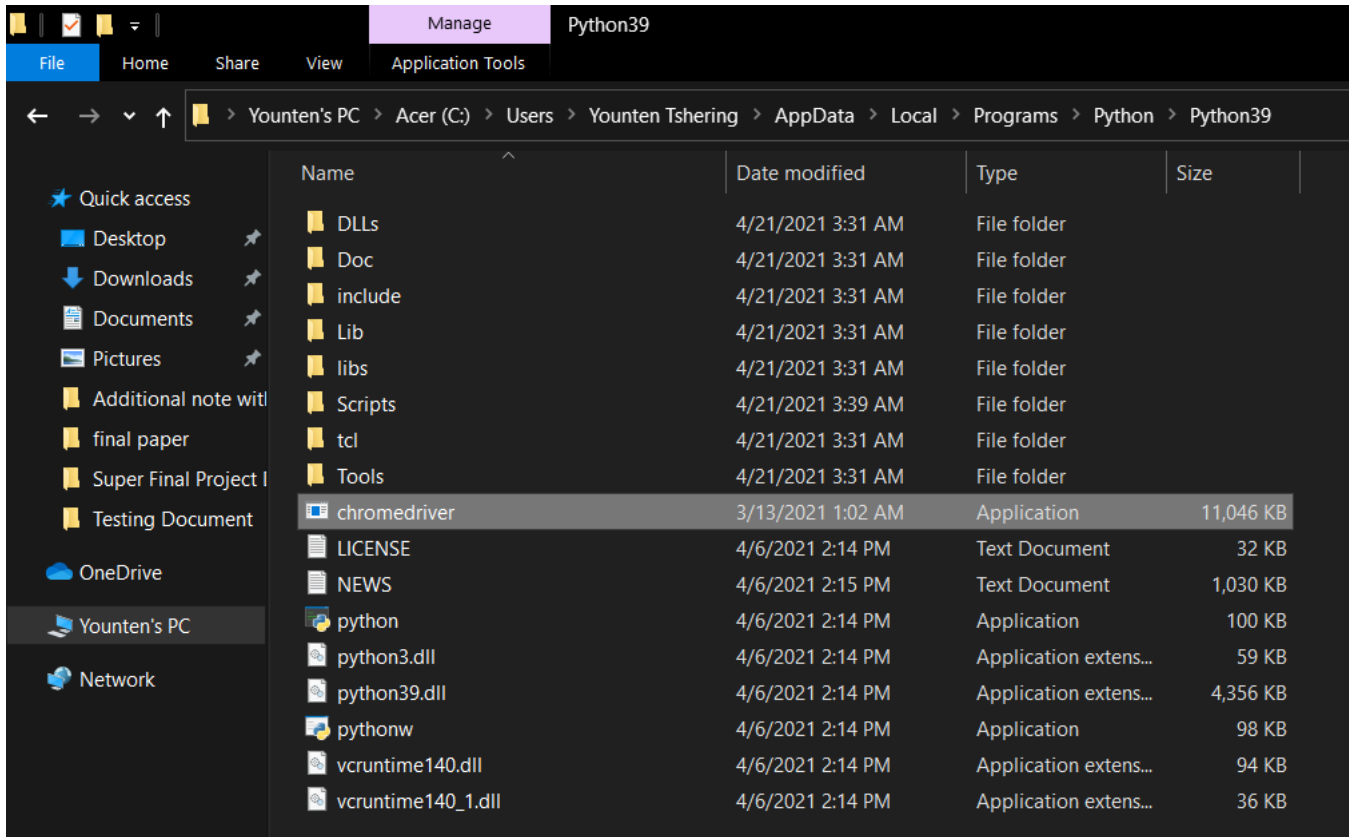 Manage Python39
File Home Share View Application Tools
Younten's PC > Acer (C:) > Users > Younten Tshering > AppData > Local > Programs > Python > Python39
Name Date modified Type Size
Quick access
Desktop
Downloads
Documents
Pictures
Additional note with
final paper
Super Final Project I
Testing Document
OneDrive
Younten's PC
Network
DLLs 4/21/2021 3:31 AM File folder
Doc 4/21/2021 3:31 AM File folder
include 4/21/2021 3:31 AM File folder
Lib 4/21/2021 3:31 AM File folder
libs 4/21/2021 3:31 AM File folder
Scripts 4/21/2021 3:39 AM File folder
tcl 4/21/2021 3:31 AM File folder
Tools 4/21/2021 3:31 AM File folder
chromedriver 3/13/2021 1:02 AM Application 11,046 KB
LICENSE 4/6/2021 2:14 PM Text Document 32 KB
NEWS 4/6/2021 2:15 PM Text Document 1,030 KB
python 4/6/2021 2:14 PM Application 100 KB
python3.dll 4/6/2021 2:14 PM Application extens... 59 KB
python39.dll 4/6/2021 2:14 PM Application extens... 4,356 KB
pythonw 4/6/2021 2:14 PM Application 98 KB
vcruntime140.dll 4/6/2021 2:14 PM Application extens... 94 KB
vcruntime140_1.dll 4/6/2021 2:14 PM Application extens... 36 KB